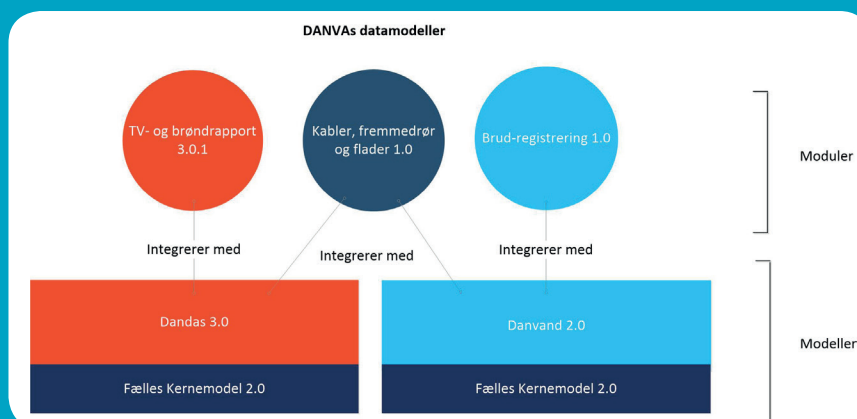 DANVAs datamodeller
TV- og brøndrapport
3.0.1
Kabler, fremmedrør
og flader 1.0
Brud-registrering 1.0
Moduler
Integrerer med
Integrerer med
Integrerer med
Dandas 3.0
Danvand 2.0
Modeller
Fælles Kernemodel 2.0
Fælles Kernemodel 2.0